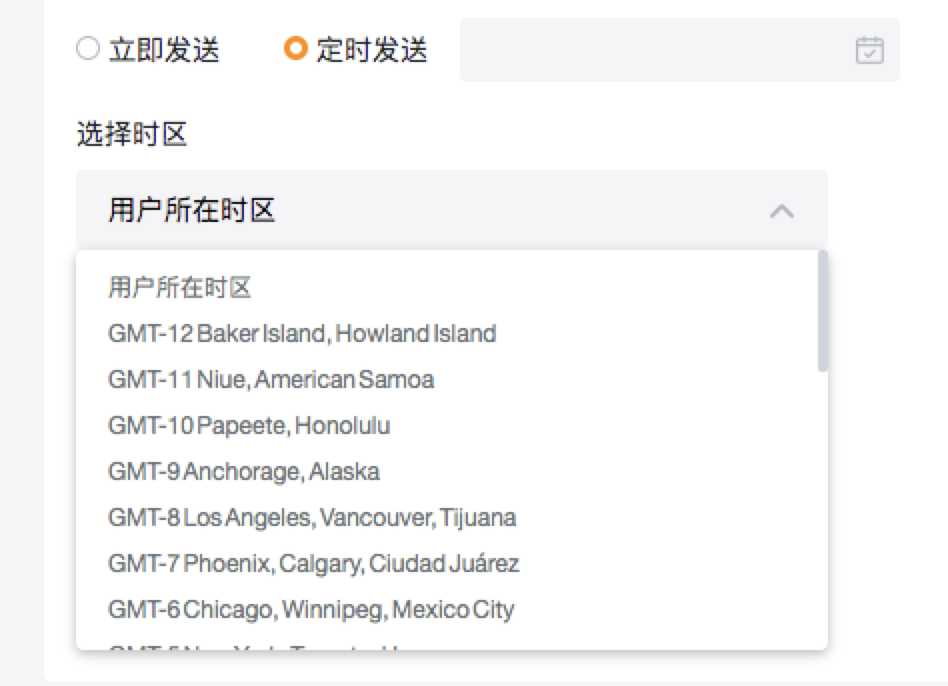 立即发送 定时发送
选择时区
用户所在时区
用户所在时区
GMT-12 Baker Island, Howland Island
GMT-11 Niue, American Samoa
GMT-10 Papeete, Honolulu
GMT-9 Anchorage, Alaska
GMT-8 Los Angeles, Vancouver, Tijuana
GMT-7 Phoenix, Calgary, Ciudad Juárez
GMT-6 Chicago, Winnipeg, Mexico City